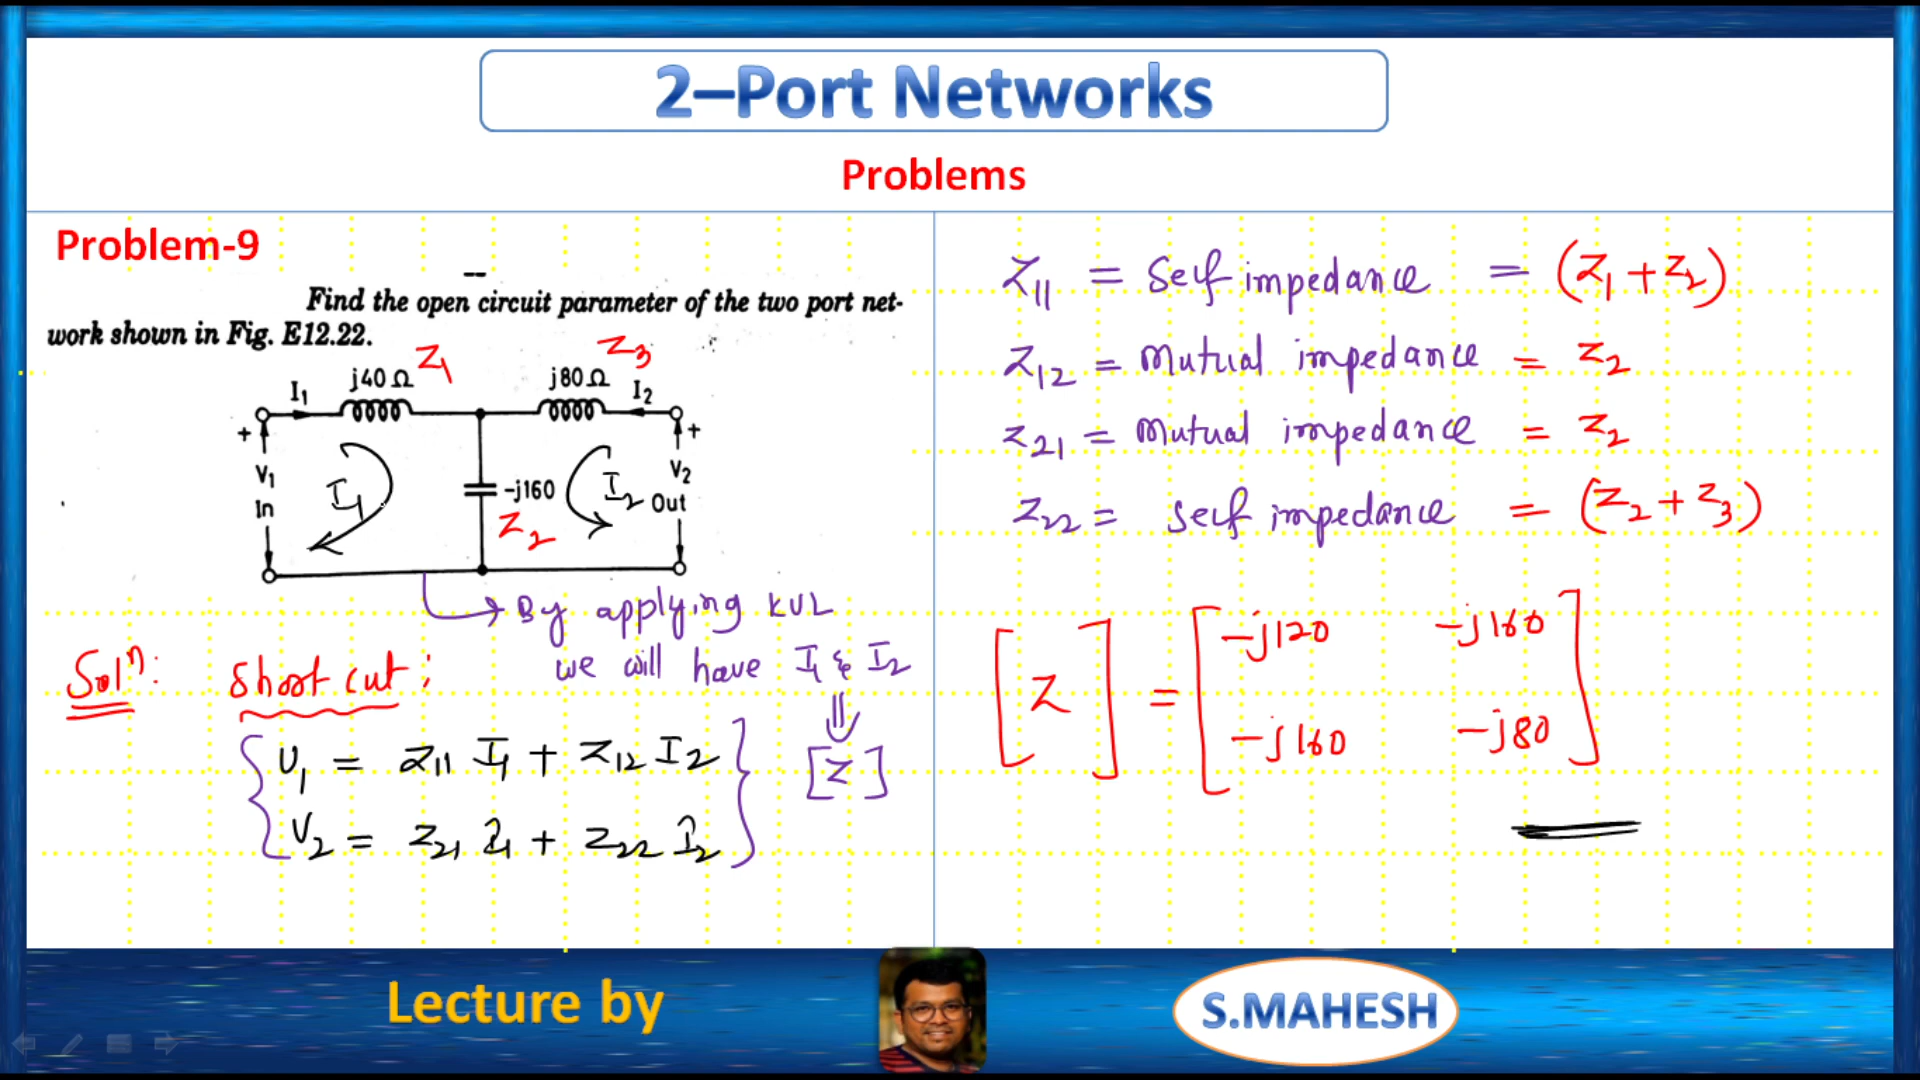 2–Port Networks
Problems
Problem-9
Find the open circuit parameter of the two port net-
work shown in Fig. E12.22.
Z1 Z3
j40 Ω j80 Ω
I1 I2
+ +
V1 V2
In Out
I1 I2
-j160
Z2
By applying KVL
we will have I1 & I2
⇓
[Z]
Solⁿ: Short cut :
V1 = Z11 I1 + Z12 I2
V2 = Z21 I1 + Z22 I2
Z11 = Self impedance = (Z1 + Z2)
Z12 = Mutual impedance = Z2
Z21 = Mutual impedance = Z2
Z22 = Self impedance = (Z2 + Z3)
[Z] = [-j120 -j160
-j160 -j80]
Lecture by
S.MAHESH